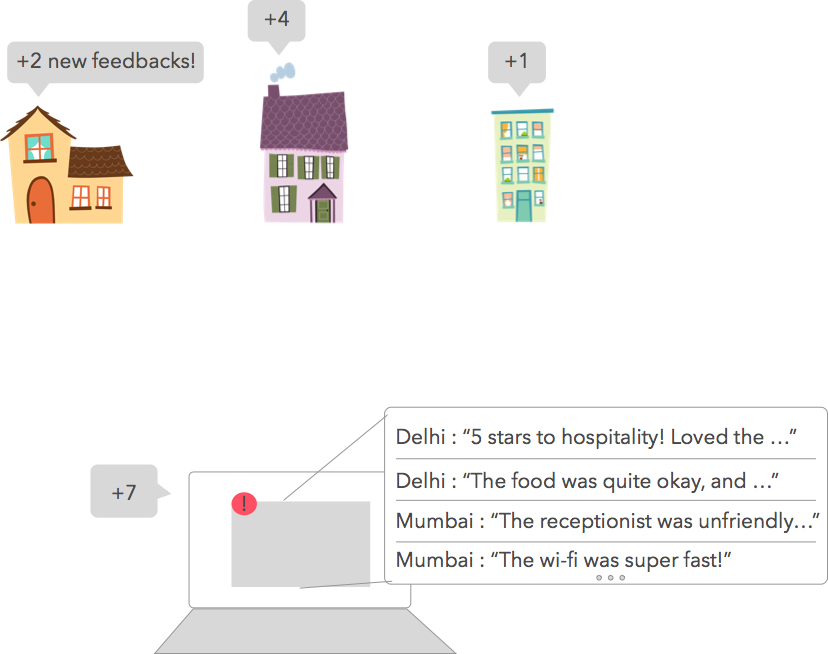 +4
+2 new feedbacks!
+1
Delhi : “5 stars to hospitality! Loved the ...”
Delhi : “The food was quite okay, and ...”
+7
!
Mumbai : “The receptionist was unfriendly...”
Mumbai : “The wi-fi was super fast!”